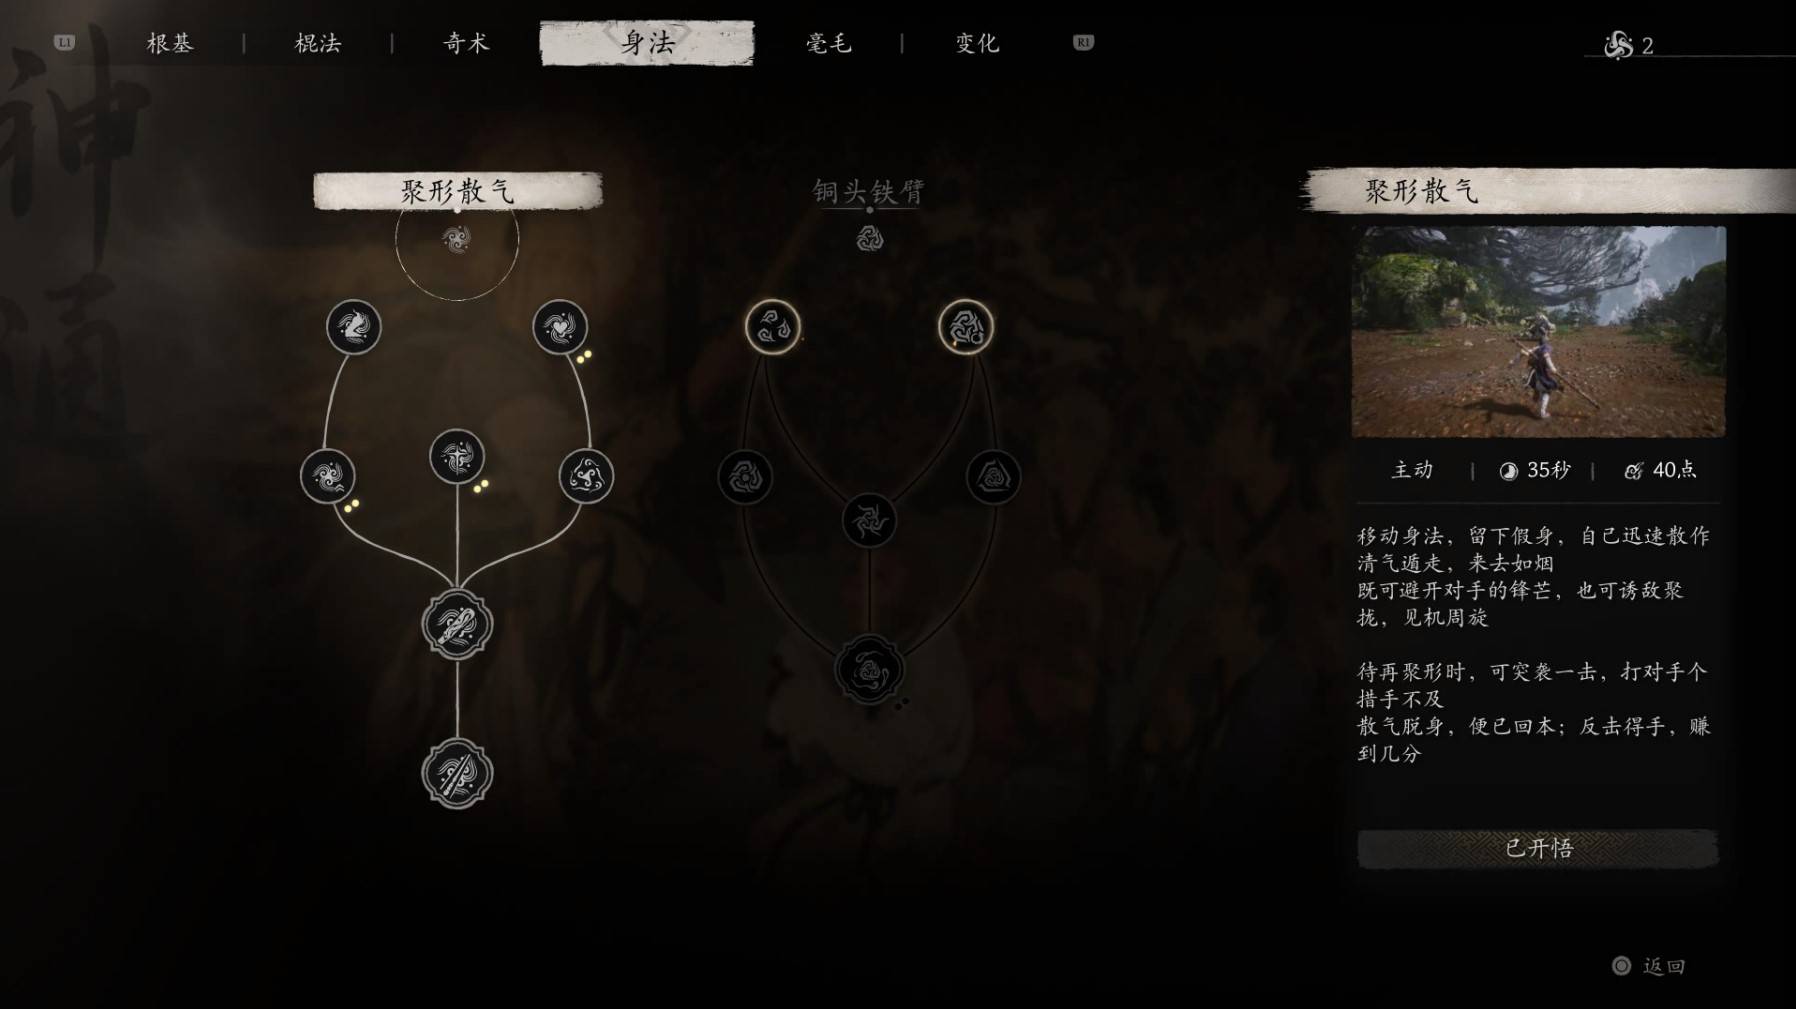 神通
L1 根基 | 棍法 | 奇术 身法 毫毛 | 变化 R1
2
聚形散气
铜头铁臂
聚形散气
主动 | 35秒 | 40点
移动身法，留下假身，自己迅速散作
清气遁走，来去如烟
既可避开对手的锋芒，也可诱敌聚
拢，见机周旋
待再聚形时，可突袭一击，打对手个
措手不及
散气脱身，便已回本；反击得手，赚
到几分
已开悟
返回